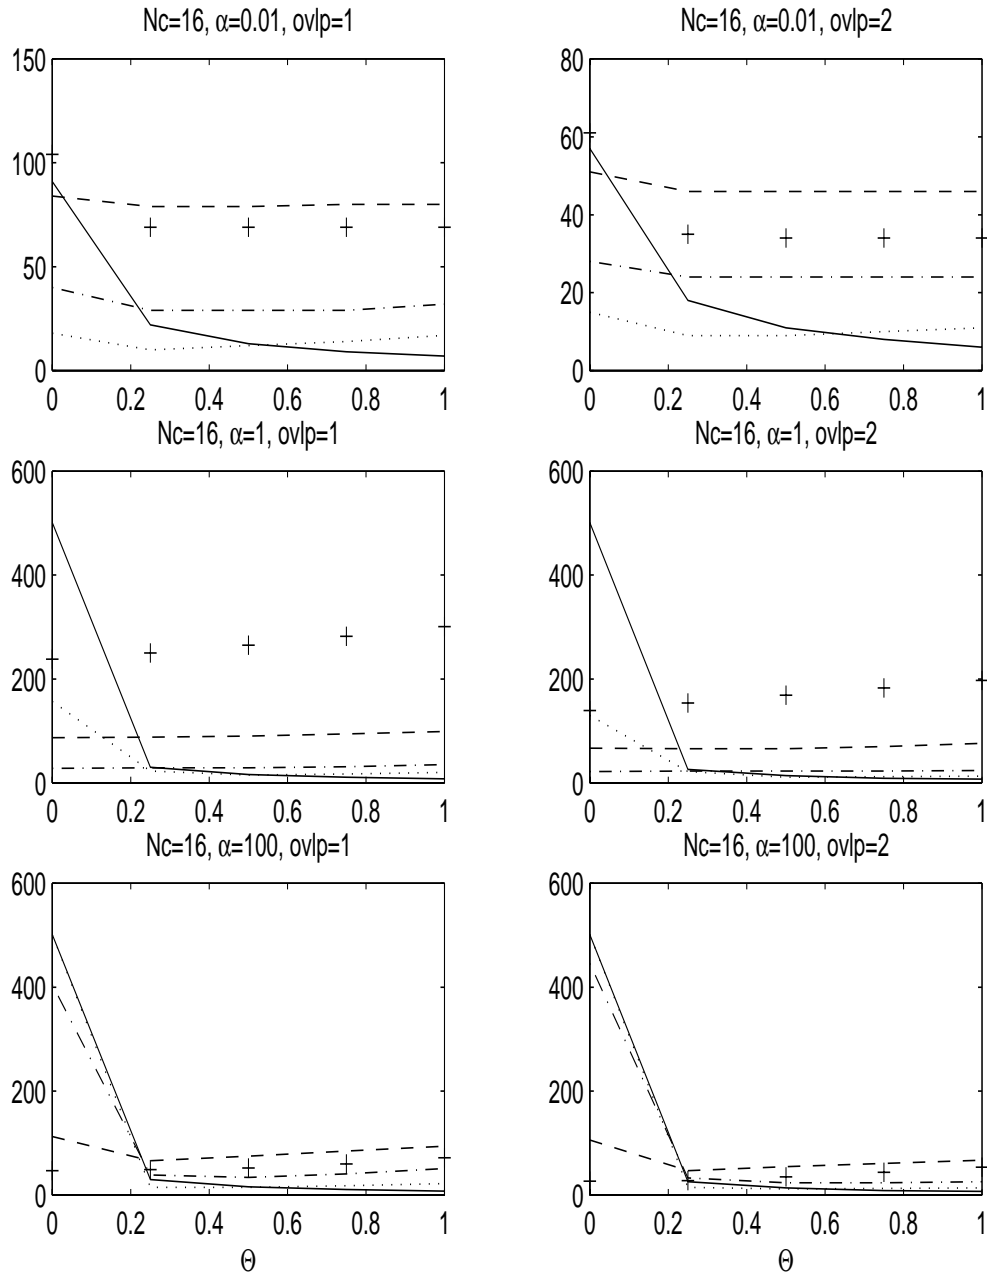 Nc=16, α=0.01, ovlp=1
150
100
50
0
0 0.2 0.4 0.6 0.8 1
Nc=16, α=0.01, ovlp=2
80
60
40
20
0
0 0.2 0.4 0.6 0.8 1
Nc=16, α=1, ovlp=1
600
400
200
0
0 0.2 0.4 0.6 0.8 1
Nc=16, α=1, ovlp=2
600
400
200
0
0 0.2 0.4 0.6 0.8 1
Nc=16, α=100, ovlp=1
600
400
200
0
0 0.2 0.4 0.6 0.8 1
Θ
Nc=16, α=100, ovlp=2
600
400
200
0
0 0.2 0.4 0.6 0.8 1
Θ